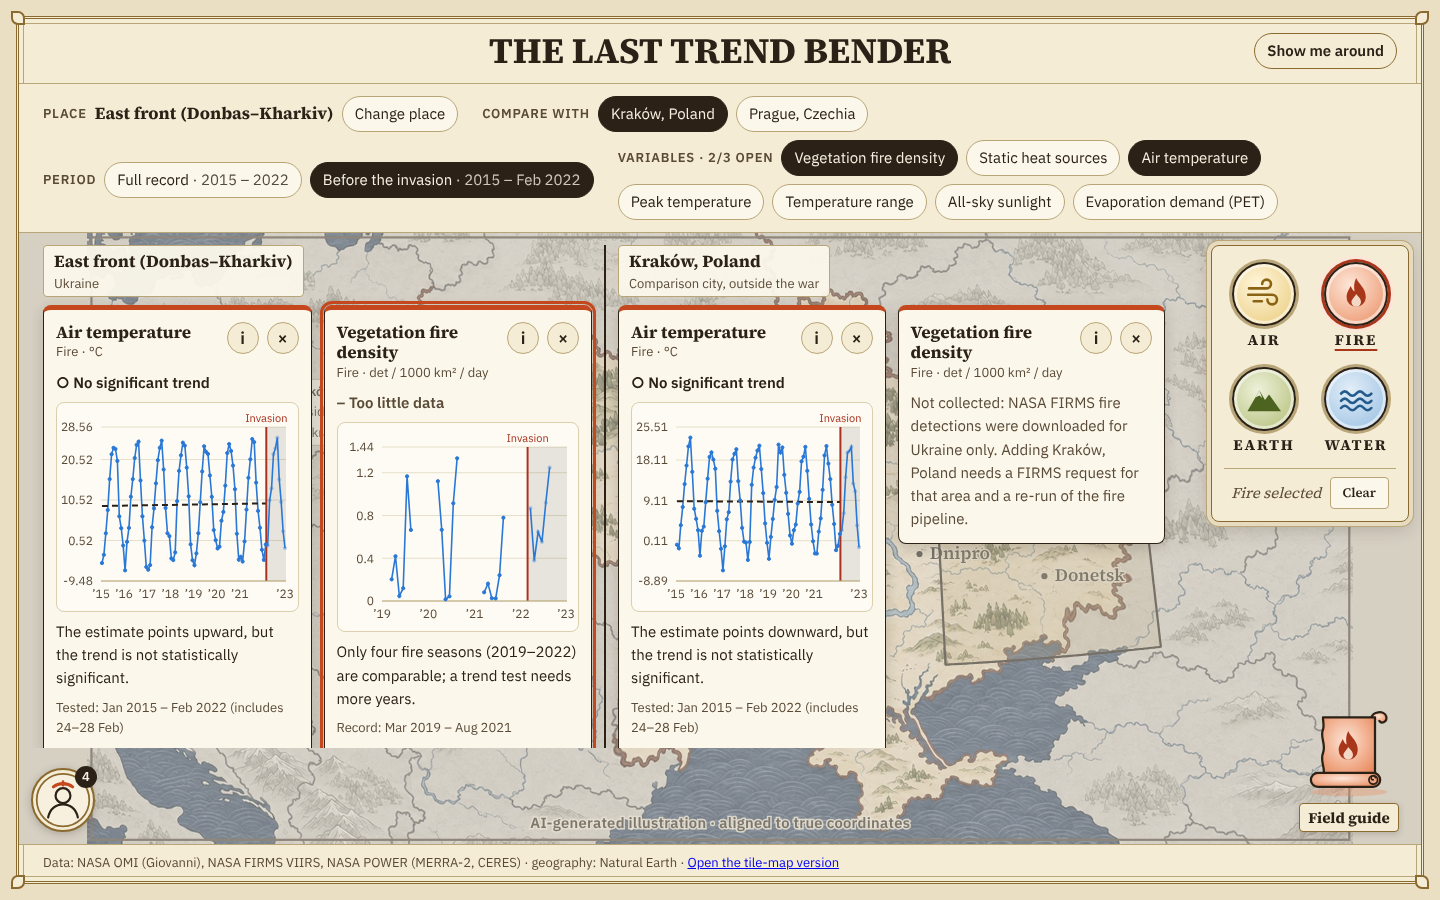 THE LAST TREND BENDER
Show me around
PLACE East front (Donbas–Kharkiv) Change place COMPARE WITH Kraków, Poland Prague, Czechia
PERIOD Full record · 2015 – 2022 Before the invasion · 2015 – Feb 2022
VARIABLES · 2/3 OPEN Vegetation fire density Static heat sources Air temperature
Peak temperature Temperature range All-sky sunlight Evaporation demand (PET)
East front (Donbas–Kharkiv)
Ukraine
Air temperature
Fire · °C
i ×
No significant trend
Invasion
28.56
20.52
10.52
0.52
-9.48
'15 '16 '17 '18 '19 '20 '21 '23
The estimate points upward, but
the trend is not statistically
significant.
Tested: Jan 2015 – Feb 2022 (includes
24–28 Feb)
Vegetation fire
density
Fire · det / 1000 km² / day
i ×
– Too little data
Invasion
1.44
1.2
0.8
0.4
0
'19 '20 '21 '22 '23
Only four fire seasons (2019–2022)
are comparable; a trend test needs
more years.
Record: Mar 2019 – Aug 2021
Kraków, Poland
Comparison city, outside the war
Air temperature
Fire · °C
i ×
No significant trend
Invasion
25.51
18.11
9.11
0.11
-8.89
'15 '16 '17 '18 '19 '20 '21 '23
The estimate points downward, but
the trend is not statistically
significant.
Tested: Jan 2015 – Feb 2022 (includes
24–28 Feb)
Vegetation fire
density
Fire · det / 1000 km² / day
i ×
Not collected: NASA FIRMS fire
detections were downloaded for
Ukraine only. Adding Kraków,
Poland needs a FIRMS request for
that area and a re-run of the fire
pipeline.
Dnipro
Donetsk
AIR FIRE
EARTH WATER
Fire selected Clear
4
Field guide
AI-generated illustration · aligned to true coordinates
Data: NASA OMI (Giovanni), NASA FIRMS VIIRS, NASA POWER (MERRA-2, CERES) · geography: Natural Earth · Open the tile-map version